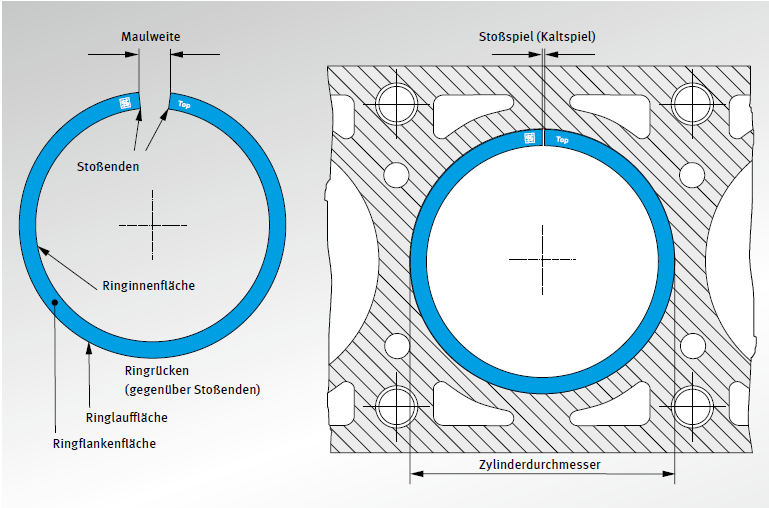 Maulweite
Top
Stoßenden
Ringinnenfläche
Ringrücken
(gegenüber Stoßenden)
Ringlauffläche
Ringflankenfläche
Stoßspiel (Kaltspiel)
Top
Zylinderdurchmesser